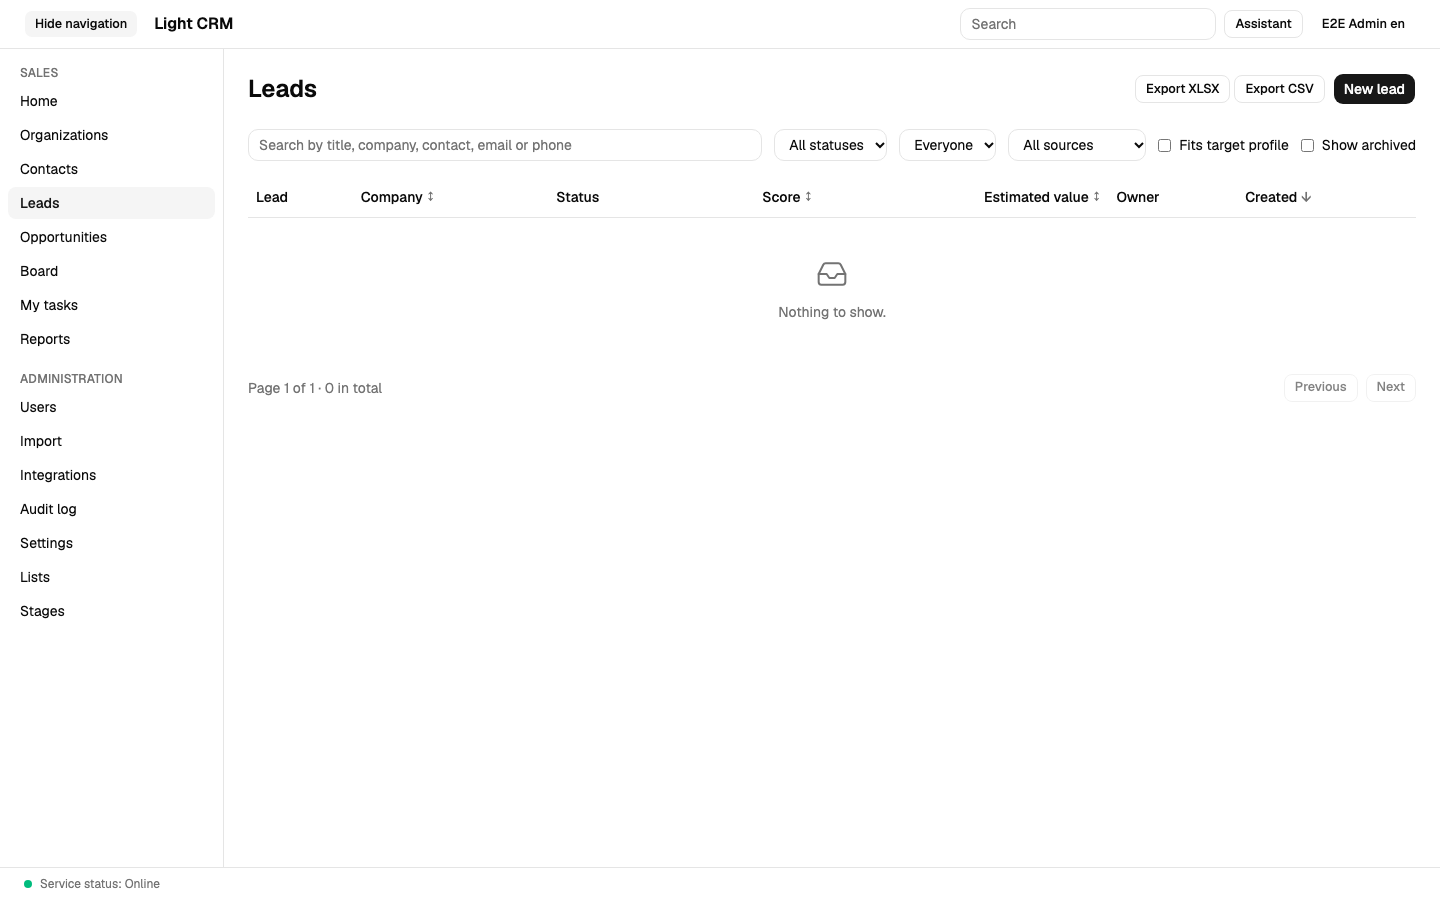 Hide navigation
Light CRM
Search
Assistant
E2E Admin en
SALES
Home
Organizations
Contacts
Leads
Opportunities
Board
My tasks
Reports
ADMINISTRATION
Users
Import
Integrations
Audit log
Settings
Lists
Stages
Leads
Export XLSX
Export CSV
New lead
Search by title, company, contact, email or phone
All statuses
Everyone
All sources
Fits target profile
Show archived
Lead
Company ↕
Status
Score ↕
Estimated value ↕
Owner
Created ↓
Nothing to show.
Page 1 of 1 · 0 in total
Previous
Next
Service status: Online